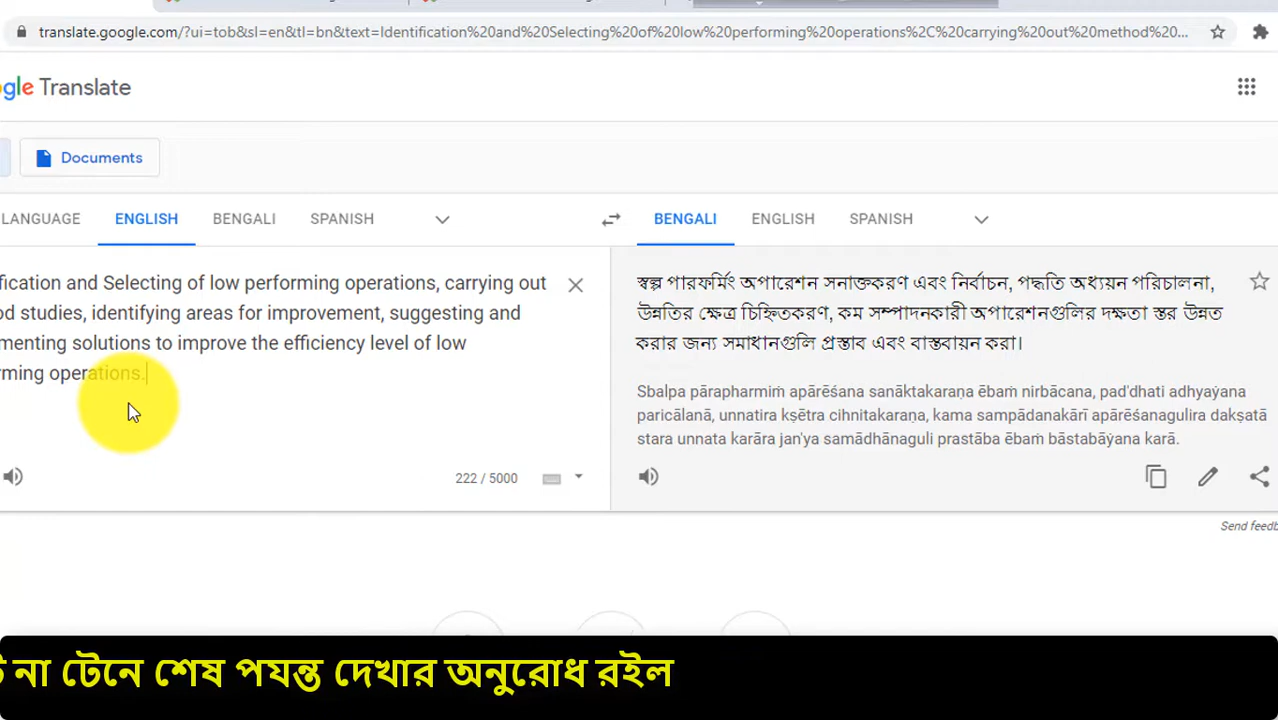 translate.google.com/?ui=tob&sl=en&tl=bn&text=Identification%20and%20Selecting%20of%20low%20performing%20operations%2C%20carrying%20out%20method%20...
gle Translate
Documents
LANGUAGE ENGLISH BENGALI SPANISH
BENGALI ENGLISH SPANISH
fication and Selecting of low performing operations, carrying out
od studies, identifying areas for improvement, suggesting and
menting solutions to improve the efficiency level of low
rming operations.
222 / 5000
স্বল্প পারফর্মিং অপারেশন সনাক্তকরণ এবং নির্বাচন, পদ্ধতি অধ্যয়ন পরিচালনা,
উন্নতির ক্ষেত্র চিহ্নিতকরণ, কম সম্পাদনকারী অপারেশনগুলির দক্ষতা স্তর উন্নত
করার জন্য সমাধানগুলি প্রস্তাব এবং বাস্তবায়ন করা।
Sbalpa pārapharmiṁ apārēśana sanāktakaraṇa ēbaṁ nirbācana, pad'dhati adhyaẏana
paricālanā, unnatira kṣētra cihnitakaraṇa, kama sampādanakārī apārēśanagulira dakṣatā
stara unnata karāra jan'ya samādhānaguli prastāba ēbaṁ bāstabāẏana karā.
Send feedb
না টেনে শেষ পযন্ত দেখার অনুরোধ রইল